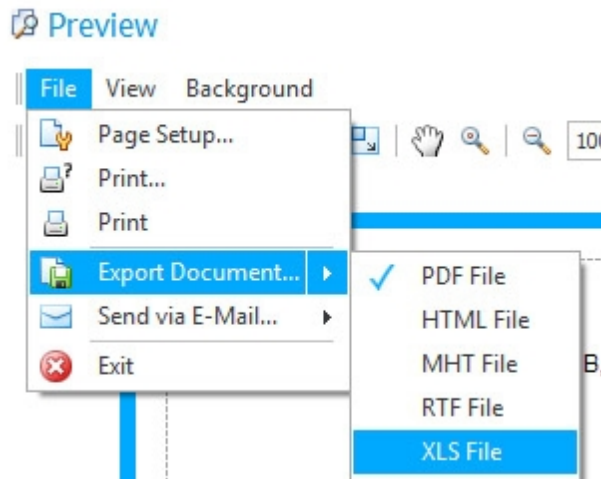 Preview
File View Background
Page Setup...
100
Print...
Print
Export Document...
PDF File
Send via E-Mail...
HTML File
Exit
MHT File
B
RTF File
XLS File